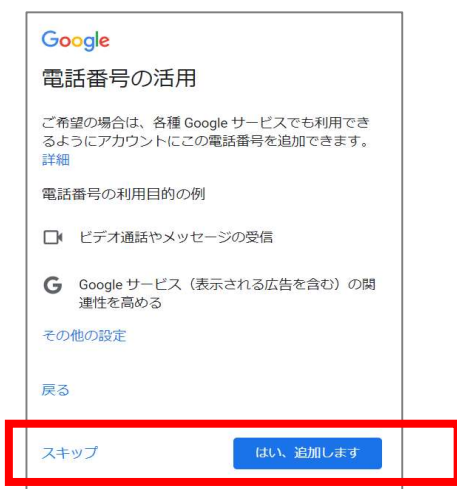 Google
電話番号の活用
ご希望の場合は、各種 Google サービスでも利用でき
るようにアカウントにこの電話番号を追加できます。
詳細
電話番号の利用目的の例
ビデオ通話やメッセージの受信
G Google サービス（表示される広告を含む）の関
連性を高める
その他の設定
戻る
スキップ はい、追加します